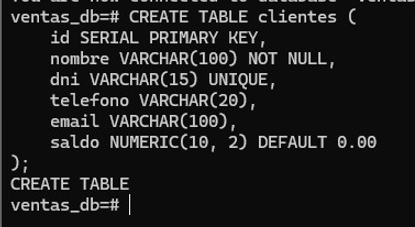 ventas_db=# CREATE TABLE clientes (
    id SERIAL PRIMARY KEY,
    nombre VARCHAR(100) NOT NULL,
    dni VARCHAR(15) UNIQUE,
    telefono VARCHAR(20),
    email VARCHAR(100),
    saldo NUMERIC(10, 2) DEFAULT 0.00
);
CREATE TABLE
ventas_db=#